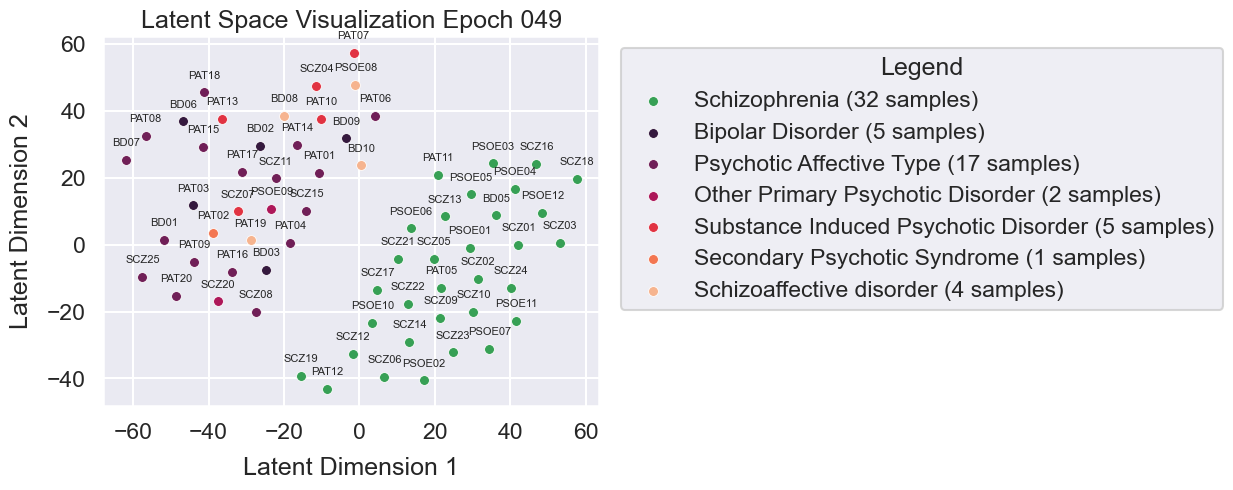 Latent Space Visualization Epoch 049
PAT07
SCZ04 PSOE08
PAT18
BD06 PAT13 BD08 PAT10 PAT06
PAT08 PAT15 BD02 PAT14 BD09
BD07 PAT17 SCZ11 PAT01 BD10
PAT03 SCZ07 PSOE09 SCZ15
BD01 PAT02 PAT19 PAT04
SCZ25 PAT09 PAT16 BD03
PAT20 SCZ20 SCZ08
PSOE03 SCZ16
PAT11 PSOE04 SCZ18
PSOE05 BD05 PSOE12
PSOE06 SCZ13 PSOE01 SCZ01 SCZ03
SCZ21 SCZ05 SCZ02
SCZ17 PAT05 SCZ24
PSOE10 SCZ22 SCZ09 SCZ10 PSOE11
SCZ12 SCZ14 SCZ23 PSOE07
SCZ19 PAT12 SCZ06 PSOE02
60
40
20
0
−20
−40
−60 −40 −20 0 20 40 60
Latent Dimension 1
Latent Dimension 2
Legend
Schizophrenia (32 samples)
Bipolar Disorder (5 samples)
Psychotic Affective Type (17 samples)
Other Primary Psychotic Disorder (2 samples)
Substance Induced Psychotic Disorder (5 samples)
Secondary Psychotic Syndrome (1 samples)
Schizoaffective disorder (4 samples)